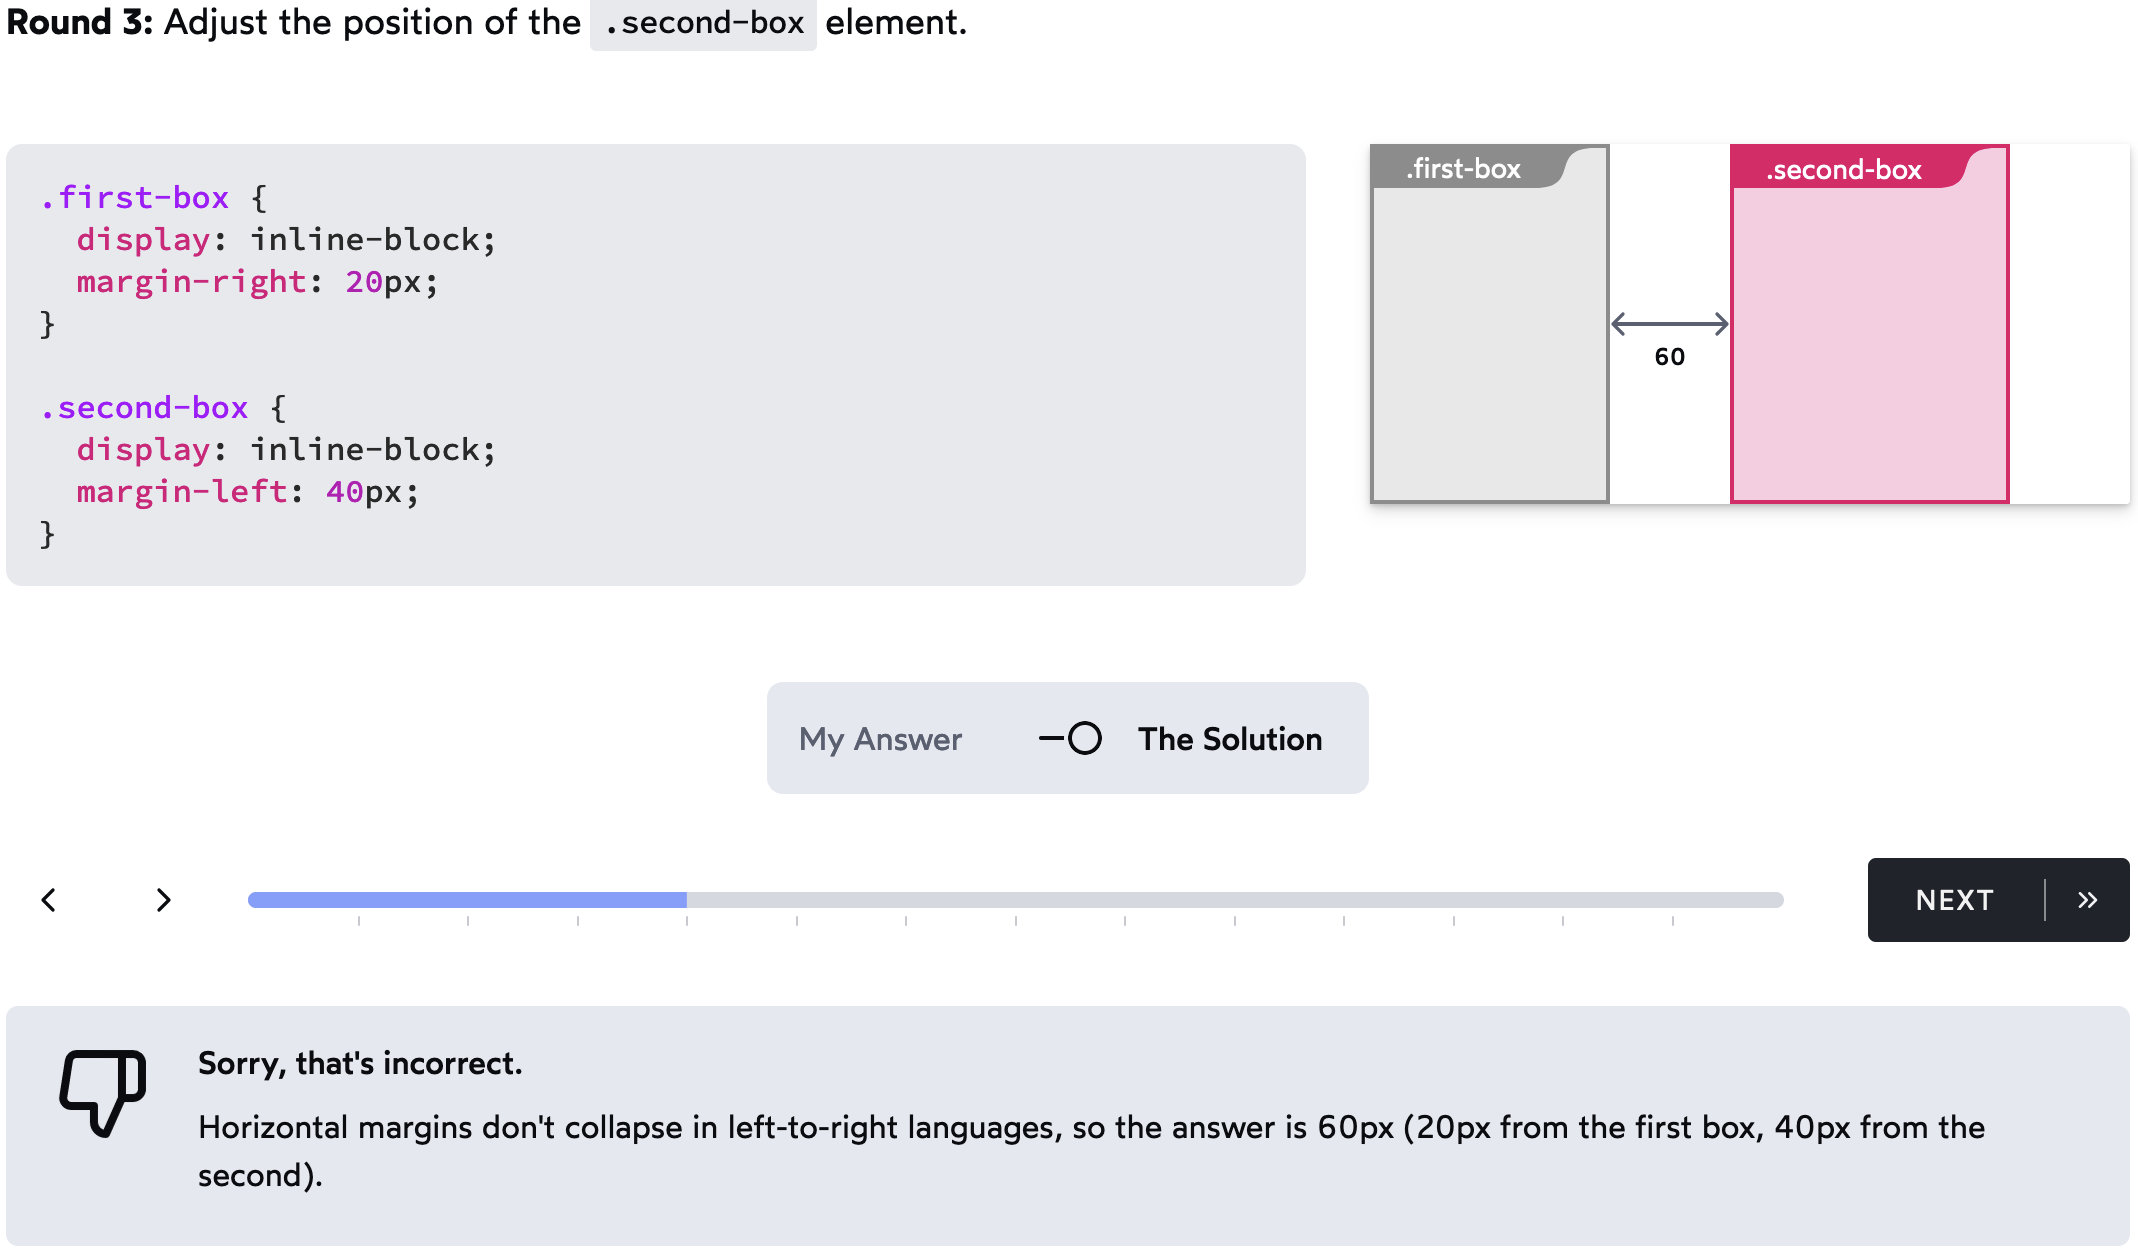 Round 3: Adjust the position of the .second-box element.
.first-box {
  display: inline-block;
  margin-right: 20px;
}
.second-box {
  display: inline-block;
  margin-left: 40px;
}
.first-box
.second-box
60
My Answer
The Solution
NEXT
Sorry, that's incorrect.
Horizontal margins don't collapse in left-to-right languages, so the answer is 60px (20px from the first box, 40px from the
second).